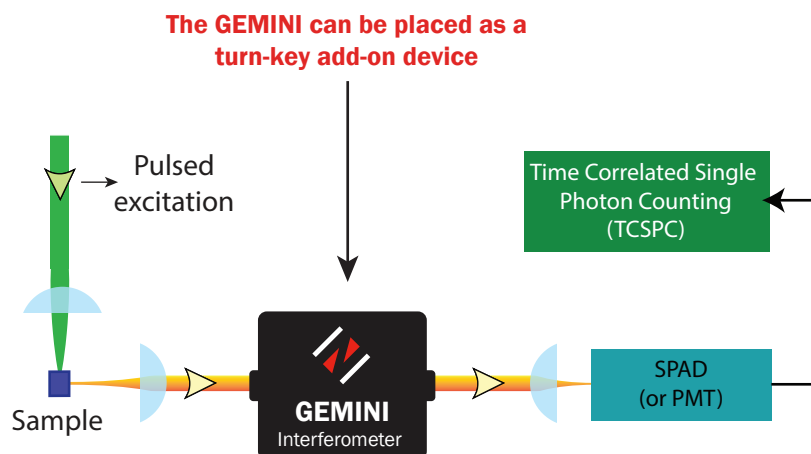 The GEMINI can be placed as a
turn-key add-on device
Pulsed
excitation
Time Correlated Single
Photon Counting
(TCSPC)
Sample
GEMINI
Interferometer
SPAD
(or PMT)